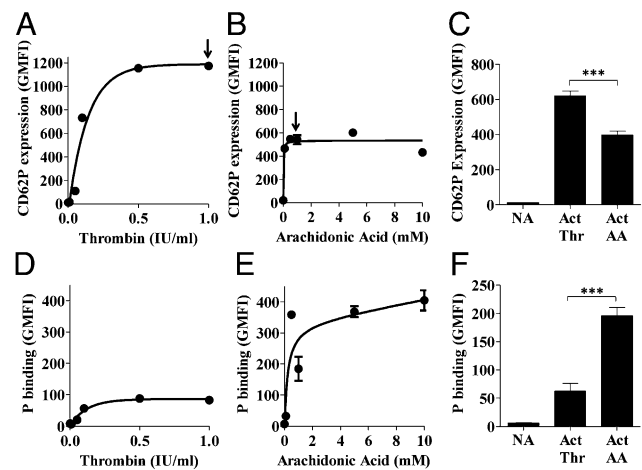 A
CD62P expression (GMFI)
1200
1000
800
600
400
200
0
0.0
0.5
1.0
Thrombin (IU/ml)
B
CD62P expression (GMFI)
1200
1000
800
600
400
200
0
0 2 4 6 8 10
Arachidonic Acid (mM)
C
CD62P Expression (GMFI)
800
600
400
200
0
***
NA
Act Thr
Act AA
D
P binding (GMFI)
400
300
200
100
0
0.0
0.5
1.0
Thrombin (IU/ml)
E
P binding (GMFI)
400
300
200
100
0
0 2 4 6 8 10
Arachidonic Acid (mM)
F
P binding (GMFI)
250
200
150
100
50
0
***
NA
Act Thr
Act AA